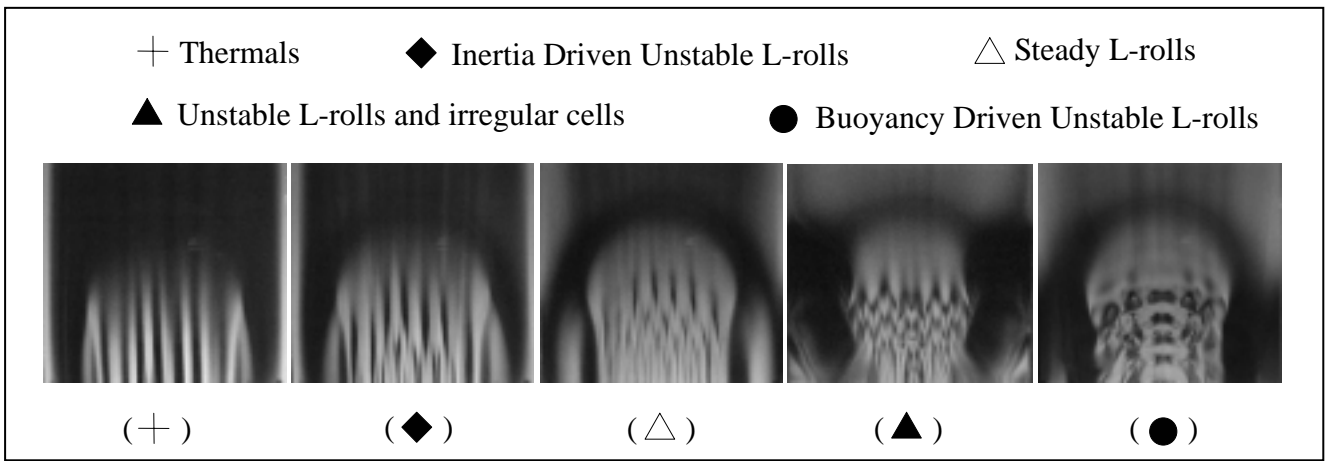 Thermals Inertia Driven Unstable L-rolls Steady L-rolls
Unstable L-rolls and irregular cells Buoyancy Driven Unstable L-rolls
( + ) ( ◆ ) ( △ ) ( ▲ ) ( ● )